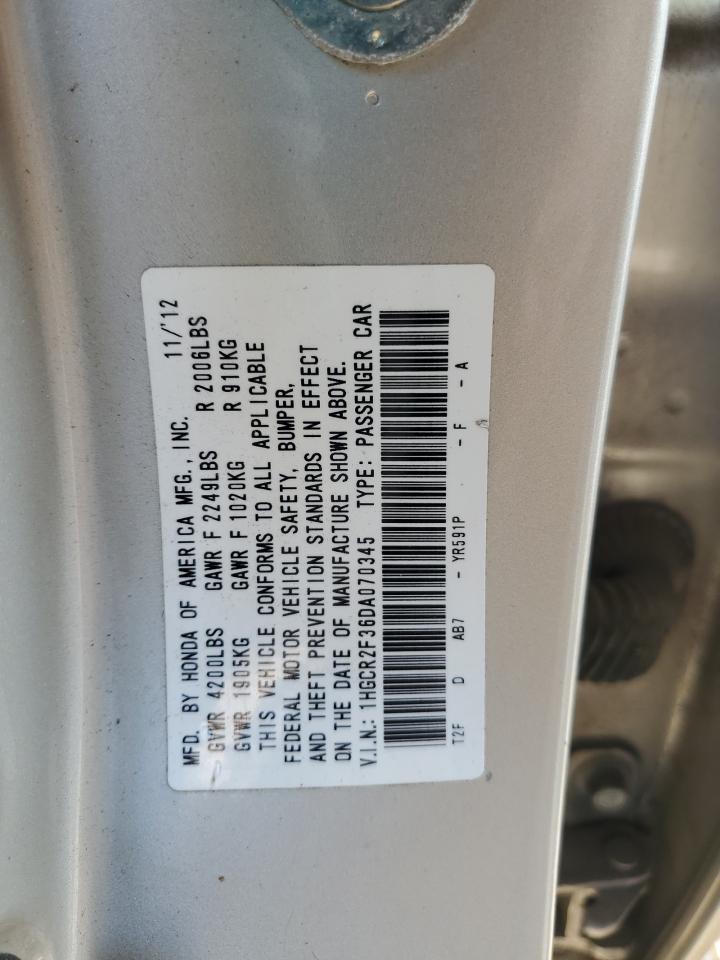 MFD. BY HONDA OF AMERICA MFG., INC. 11/'12
GVWR 4200LBS GAWR F 2249LBS R 2006LBS
GVWR 1905KG GAWR F 1020KG R 910KG
THIS VEHICLE CONFORMS TO ALL APPLICABLE
FEDERAL MOTOR VEHICLE SAFETY, BUMPER,
AND THEFT PREVENTION STANDARDS IN EFFECT
ON THE DATE OF MANUFACTURE SHOWN ABOVE.
V.I.N.: 1HGCR2F36DA070345 TYPE: PASSENGER CAR
T2F D AB7 - YR591P - F - A